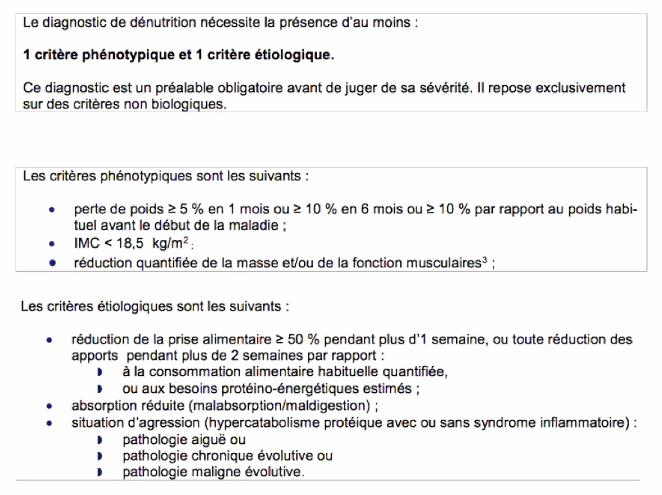 Le diagnostic de dénutrition nécessite la présence d'au moins :
1 critère phénotypique et 1 critère étiologique.
Ce diagnostic est un préalable obligatoire avant de juger de sa sévérité. Il repose exclusivement
sur des critères non biologiques.
Les critères phénotypiques sont les suivants :
• perte de poids ≥ 5 % en 1 mois ou ≥ 10 % en 6 mois ou ≥ 10 % par rapport au poids habi-
tuel avant le début de la maladie ;
• IMC < 18,5 kg/m² ;
• réduction quantifiée de la masse et/ou de la fonction musculaires³ ;
Les critères étiologiques sont les suivants :
• réduction de la prise alimentaire ≥ 50 % pendant plus d'1 semaine, ou toute réduction des
apports pendant plus de 2 semaines par rapport :
◗ à la consommation alimentaire habituelle quantifiée,
◗ ou aux besoins protéino-énergétiques estimés ;
• absorption réduite (malabsorption/maldigestion) ;
• situation d'agression (hypercatabolisme protéique avec ou sans syndrome inflammatoire) :
◗ pathologie aiguë ou
◗ pathologie chronique évolutive ou
◗ pathologie maligne évolutive.